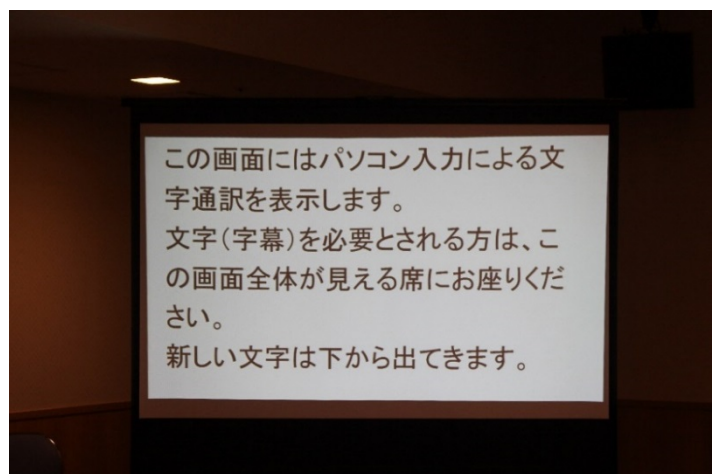 この画面にはパソコン入力による文
字通訳を表示します。
文字(字幕)を必要とされる方は、こ
の画面全体が見える席にお座りくだ
さい。
新しい文字は下から出てきます。